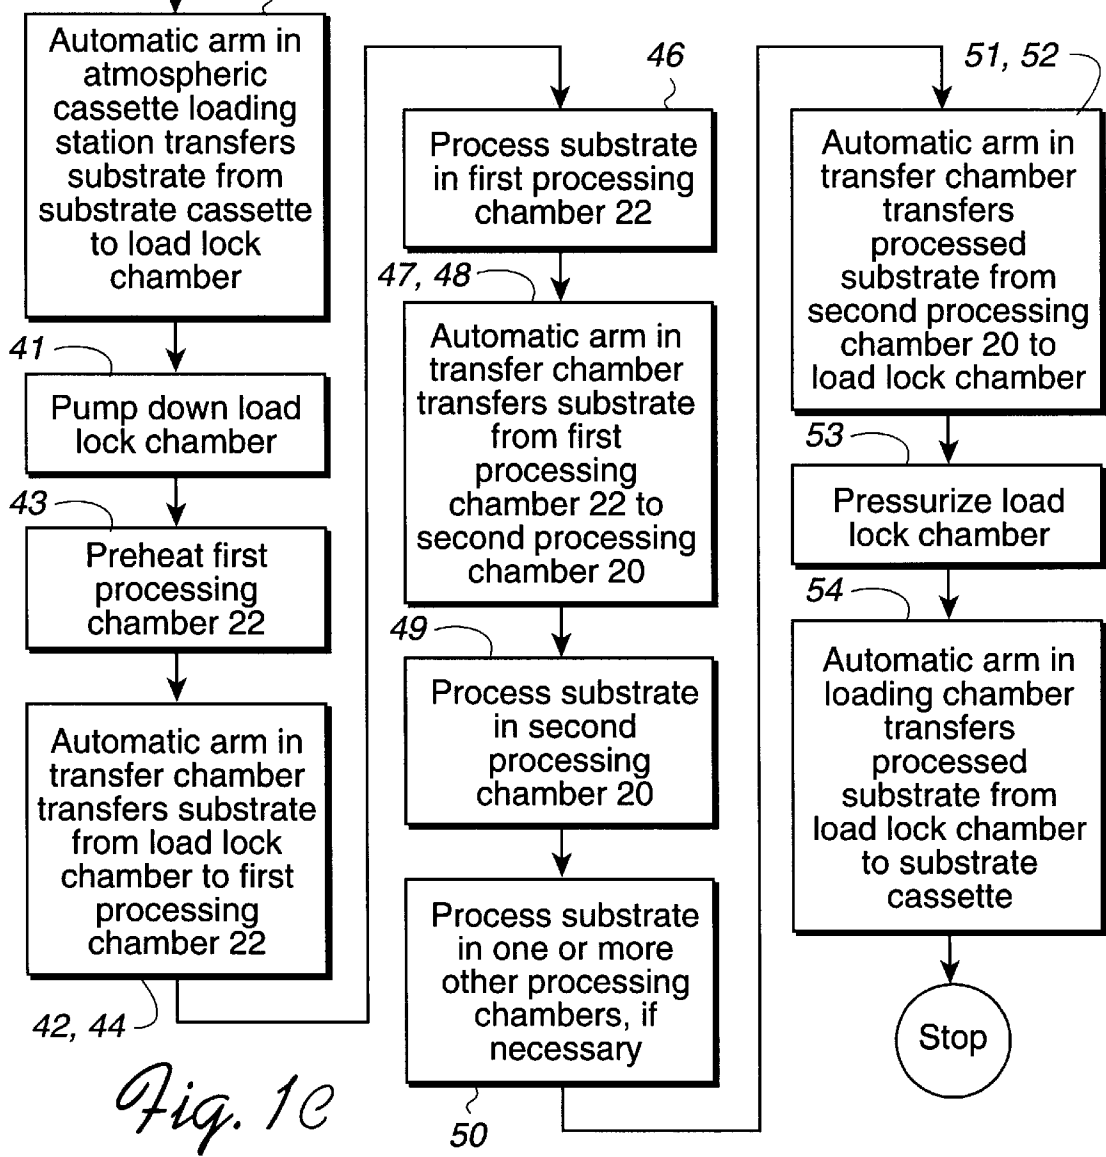 Automatic arm in
atmospheric
cassette loading
station transfers
substrate from
substrate cassette
to load lock
chamber
41
Pump down load
lock chamber
43
Preheat first
processing
chamber 22
Automatic arm in
transfer chamber
transfers substrate
from load lock
chamber to first
processing
chamber 22
42, 44
46
Process substrate
in first processing
chamber 22
47, 48
Automatic arm in
transfer chamber
transfers substrate
from first
processing
chamber 22 to
second processing
chamber 20
49
Process substrate
in second
processing
chamber 20
Process substrate
in one or more
other processing
chambers, if
necessary
50
51, 52
Automatic arm in
transfer chamber
transfers
processed
substrate from
second processing
chamber 20 to
load lock chamber
53
Pressurize load
lock chamber
54
Automatic arm in
loading chamber
transfers
processed
substrate from
load lock chamber
to substrate
cassette
Stop
Fig. 1C